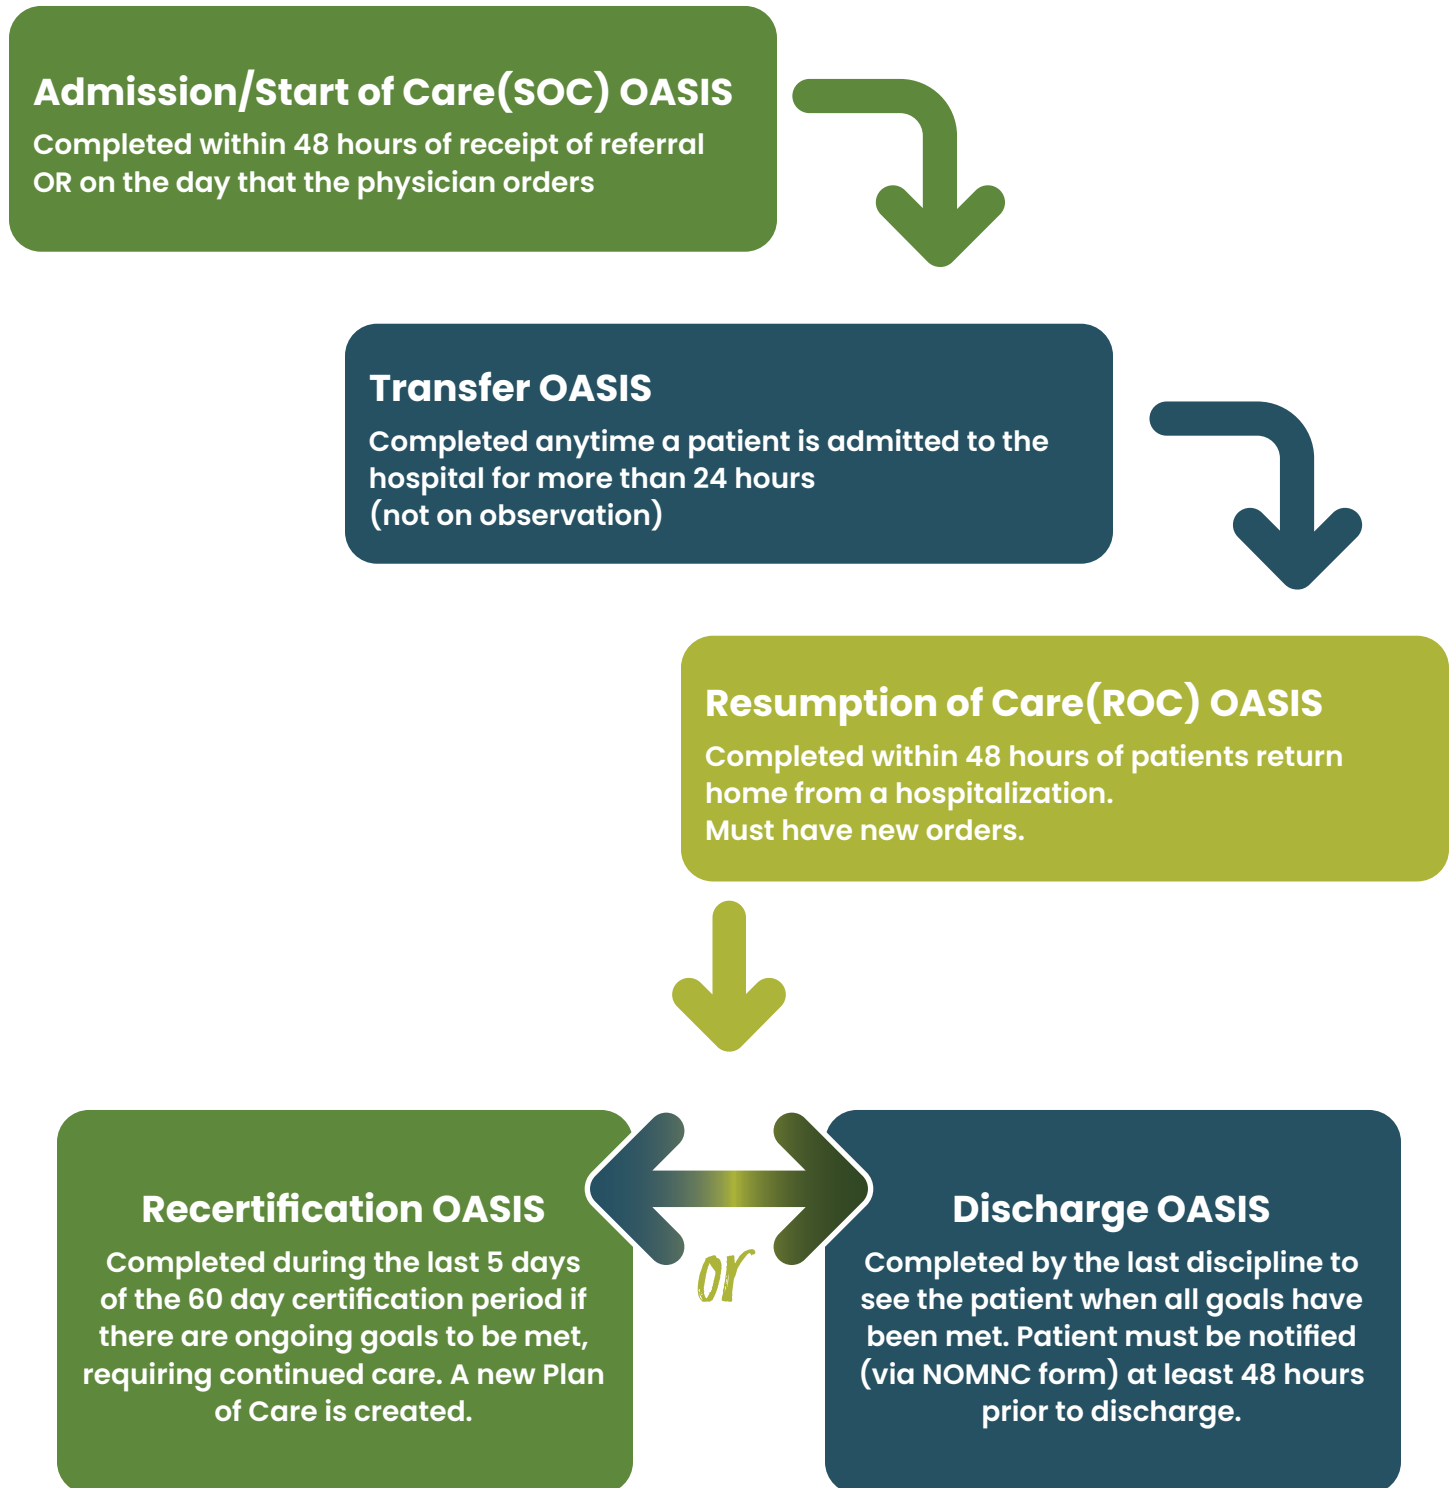 Admission/Start of Care(SOC) OASIS
Completed within 48 hours of receipt of referral
OR on the day that the physician orders
Transfer OASIS
Completed anytime a patient is admitted to the
hospital for more than 24 hours
(not on observation)
Resumption of Care(ROC) OASIS
Completed within 48 hours of patients return
home from a hospitalization.
Must have new orders.
Recertification OASIS
Completed during the last 5 days
of the 60 day certification period if
there are ongoing goals to be met,
requiring continued care. A new Plan
of Care is created.
or
Discharge OASIS
Completed by the last discipline to
see the patient when all goals have
been met. Patient must be notified
(via NOMNC form) at least 48 hours
prior to discharge.